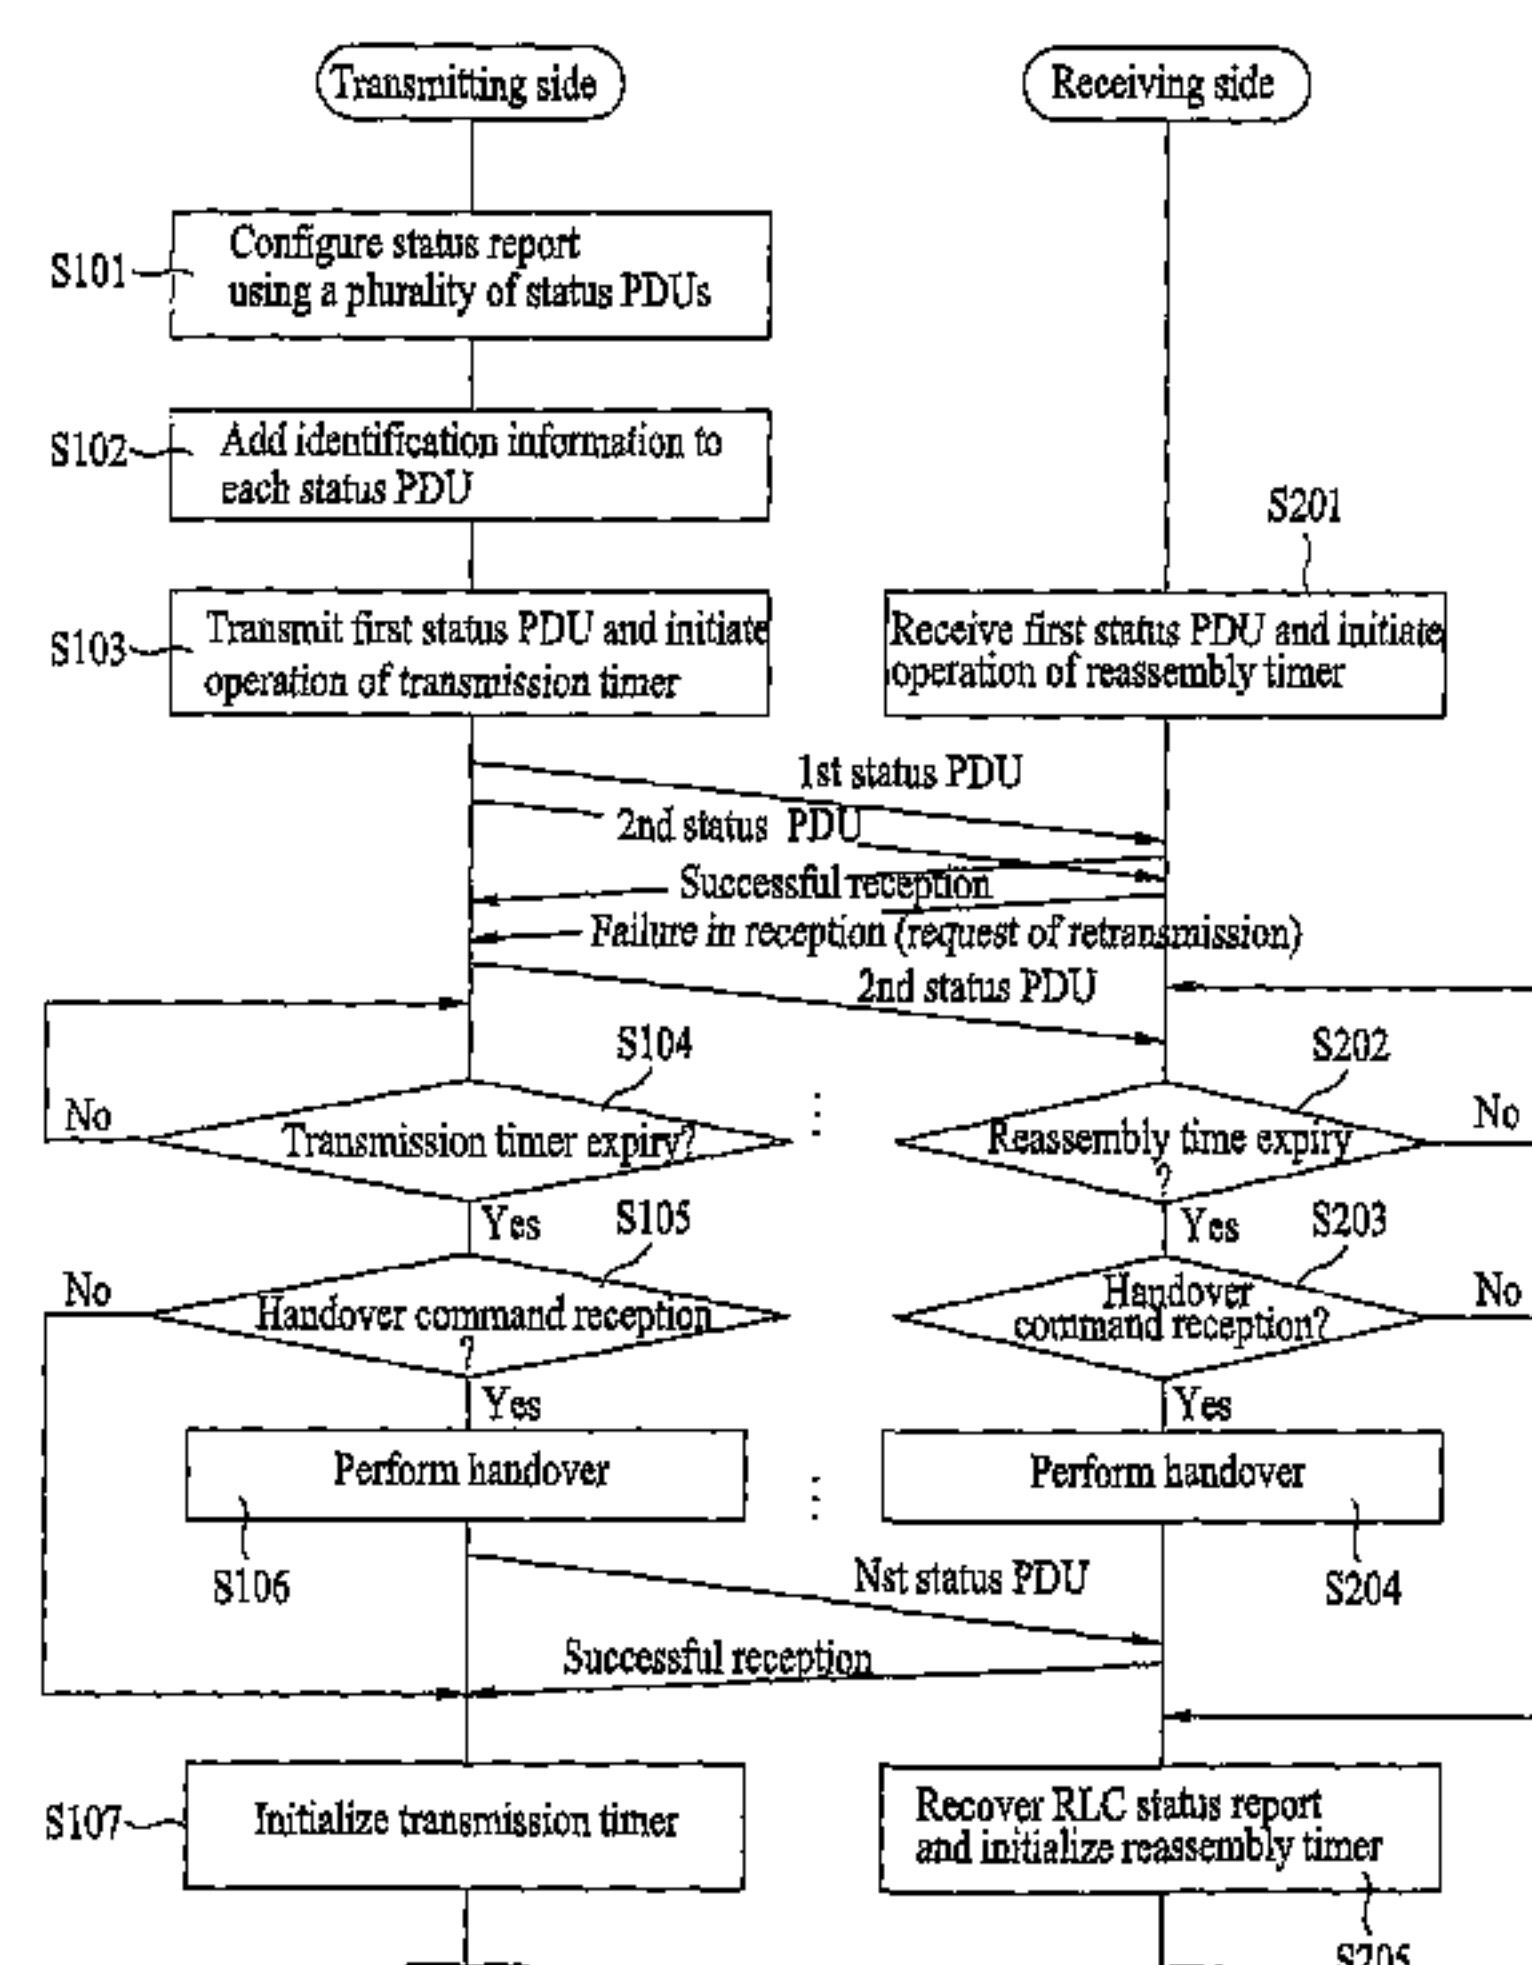 Transmitting side
Receiving side
S101
Configure status report
using a plurality of status PDUs
S102
Add identification information to
each status PDU
S201
S103
Transmit first status PDU and initiate
operation of transmission timer
Receive first status PDU and initiate
operation of reassembly timer
1st status PDU
2nd status PDU
Successful reception
Failure in reception (request of retransmission)
2nd status PDU
S104
S202
No
Transmission timer expiry?
Reassembly time expiry
?
No
Yes
S105
Yes
S203
No
Handover command reception
?
Handover
command reception?
No
Yes
Yes
Perform handover
Perform handover
S106
S204
Nst status PDU
Successful reception
S107
Initialize transmission timer
Recover RLC status report
and initialize reassembly timer
S205